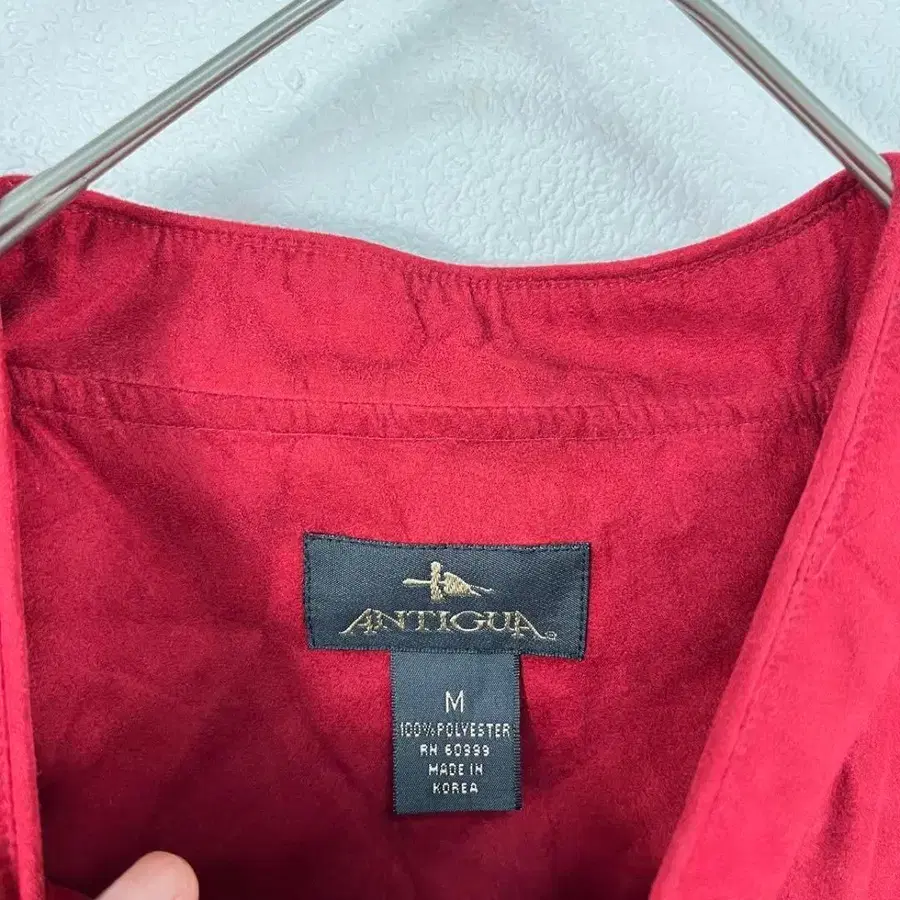 ANTIGUA®
M
100% POLYESTER
RN 60999
MADE IN
KOREA